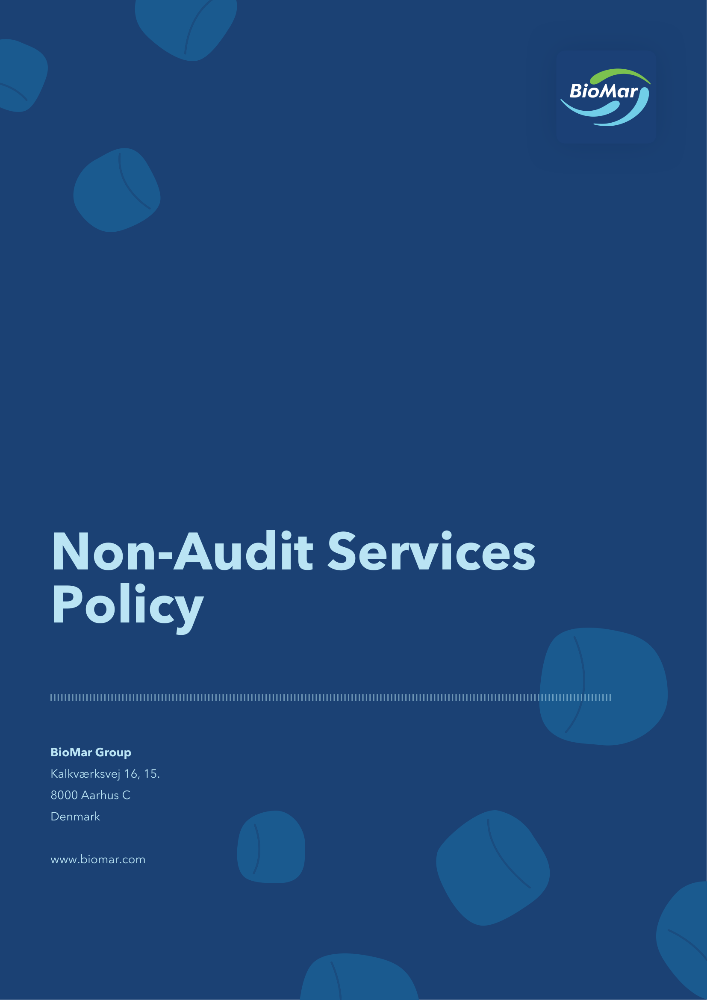 BioMar
Non-Audit Services
Policy
BioMar Group
Kalkværksvej 16, 15.
8000 Aarhus C
Denmark
www.biomar.com